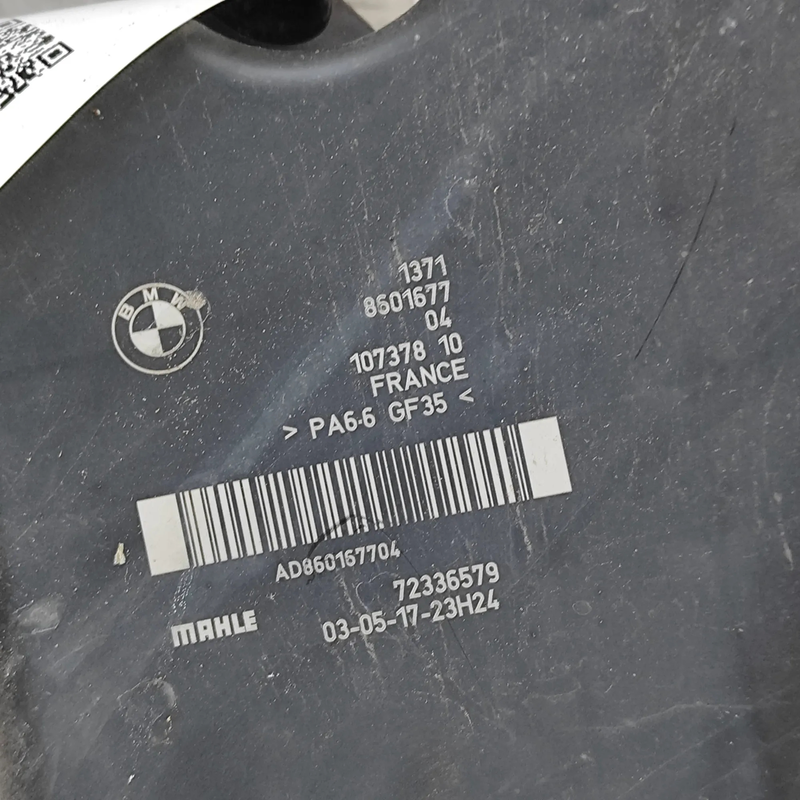 BMW
1371
8601677
04
107378 10
FRANCE
> PA6·6 GF35 <
AD860167704
72336579
MAHLE
03-05-17-23H24